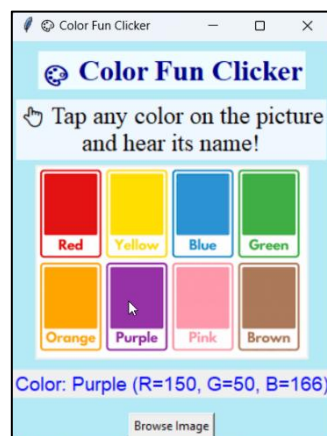 Color Fun Clicker
Color Fun Clicker
Tap any color on the picture
and hear its name!
Red Yellow Blue Green
Orange Purple Pink Brown
Color: Purple (R=150, G=50, B=166)
Browse Image